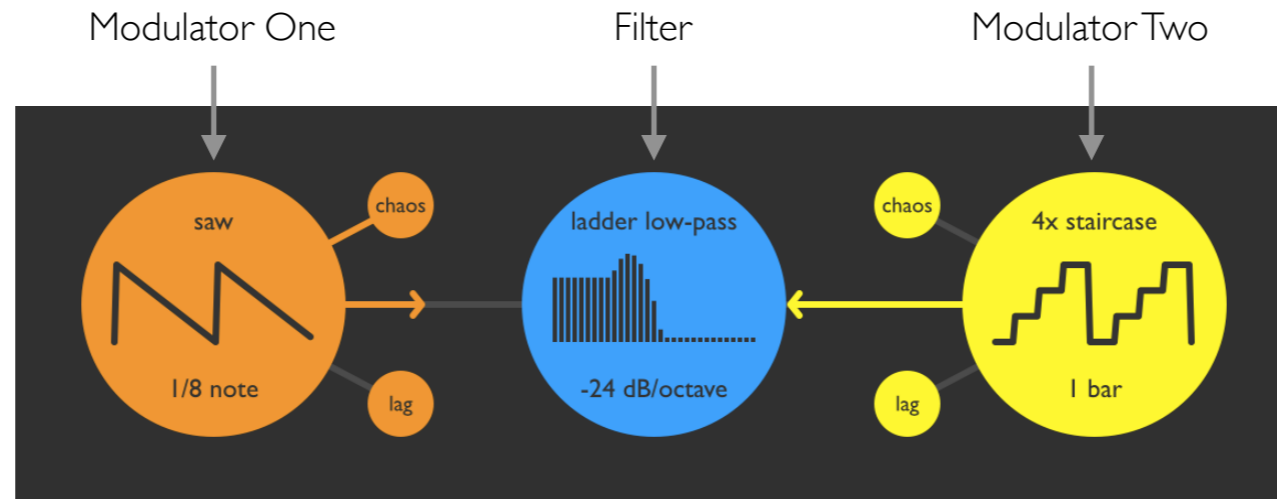 Modulator One
Filter
Modulator Two
saw
chaos
1/8 note
lag
ladder low-pass
-24 dB/octave
chaos
4x staircase
lag
1 bar